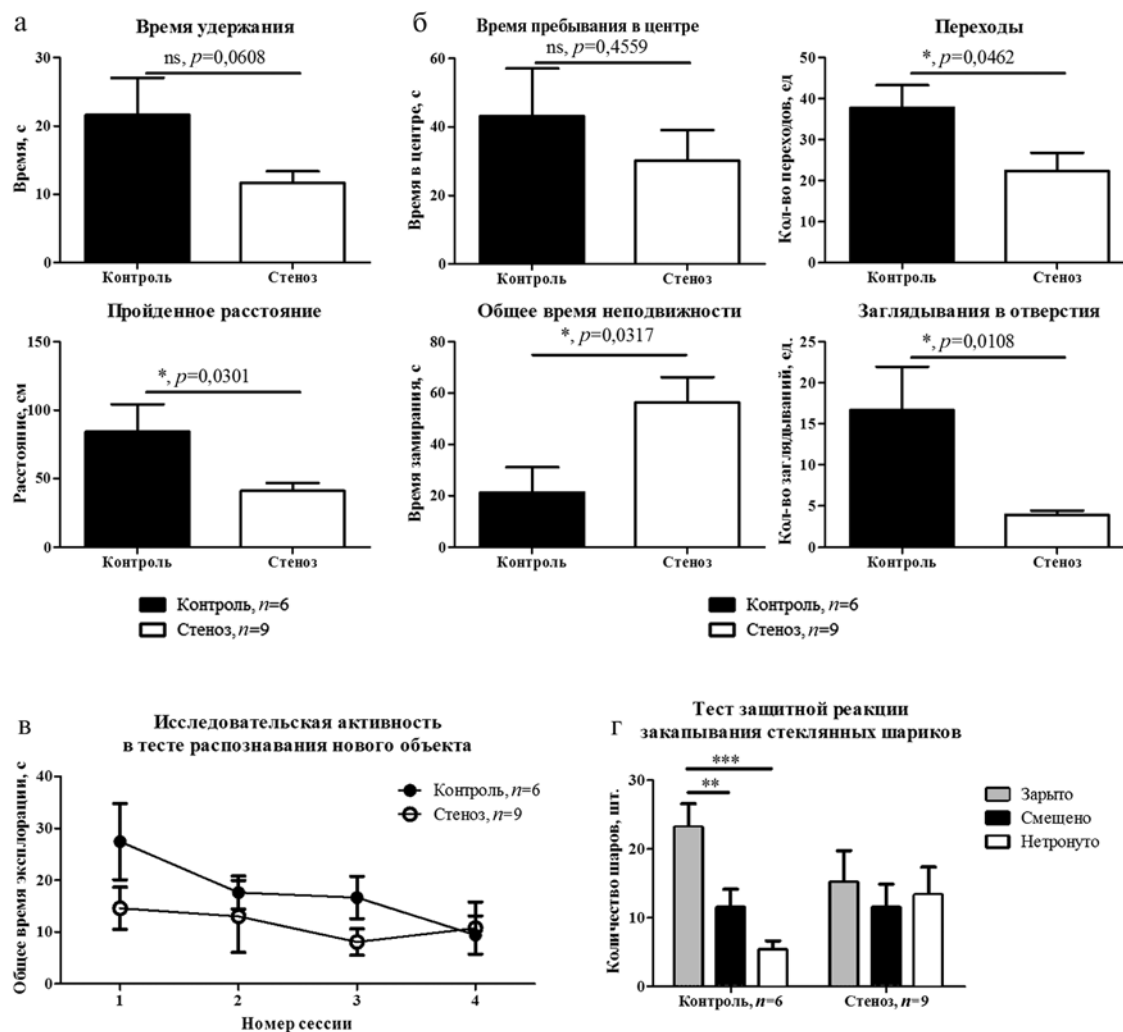 а
Время удержания
ns, p=0,0608
Время, с
30
20
10
0
Контроль
Стеноз
б
Время пребывания в центре
ns, p=0,4559
Время в центре, с
60
40
20
0
Контроль
Стеноз
Переходы
*, p=0,0462
Кол-во переходов, ед
50
40
30
20
10
0
Контроль
Стеноз
Пройденное расстояние
*, p=0,0301
Расстояние, см
150
100
50
0
Контроль
Стеноз
Общее время неподвижности
*, p=0,0317
Время замирания, с
80
60
40
20
0
Контроль
Стеноз
Заглядывания в отверстия
*, p=0,0108
Кол-во заглядываний, ед.
25
20
15
10
5
0
Контроль
Стеноз
Контроль, n=6
Стеноз, n=9
Контроль, n=6
Стеноз, n=9
в
Исследовательская активность
в тесте распознавания нового объекта
Общее время эксплорации, с
40
30
20
10
0
Контроль, n=6
Стеноз, n=9
1 2 3 4
Номер сессии
г
Тест защитной реакции
закапывания стеклянных шариков
Количество шаров, шт.
30
20
10
0
***
**
Зарыто
Смещено
Нетронуто
Контроль, n=6
Стеноз, n=9